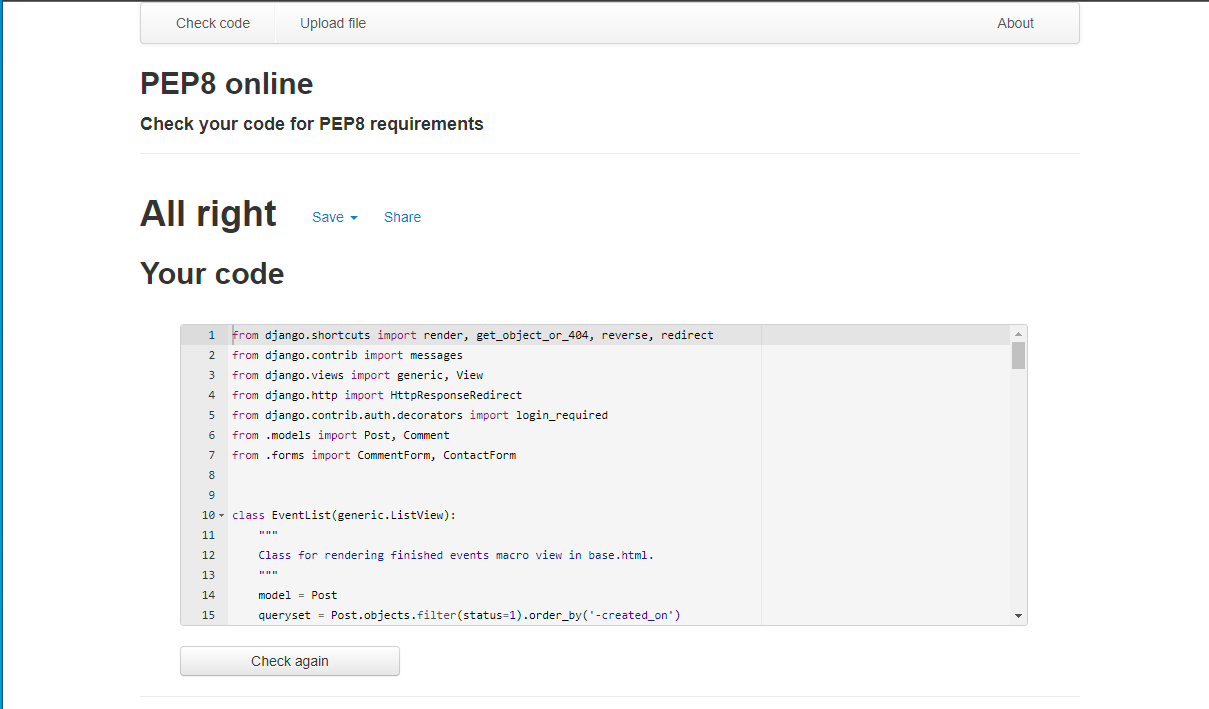 Check code Upload file About
PEP8 online
Check your code for PEP8 requirements
All right Save Share
Your code
1 from django.shortcuts import render, get_object_or_404, reverse, redirect
2 from django.contrib import messages
3 from django.views import generic, View
4 from django.http import HttpResponseRedirect
5 from django.contrib.auth.decorators import login_required
6 from .models import Post, Comment
7 from .forms import CommentForm, ContactForm
8
9
10 class EventList(generic.ListView):
11 """
12 Class for rendering finished events macro view in base.html.
13 """
14 model = Post
15 queryset = Post.objects.filter(status=1).order_by('-created_on')
Check again